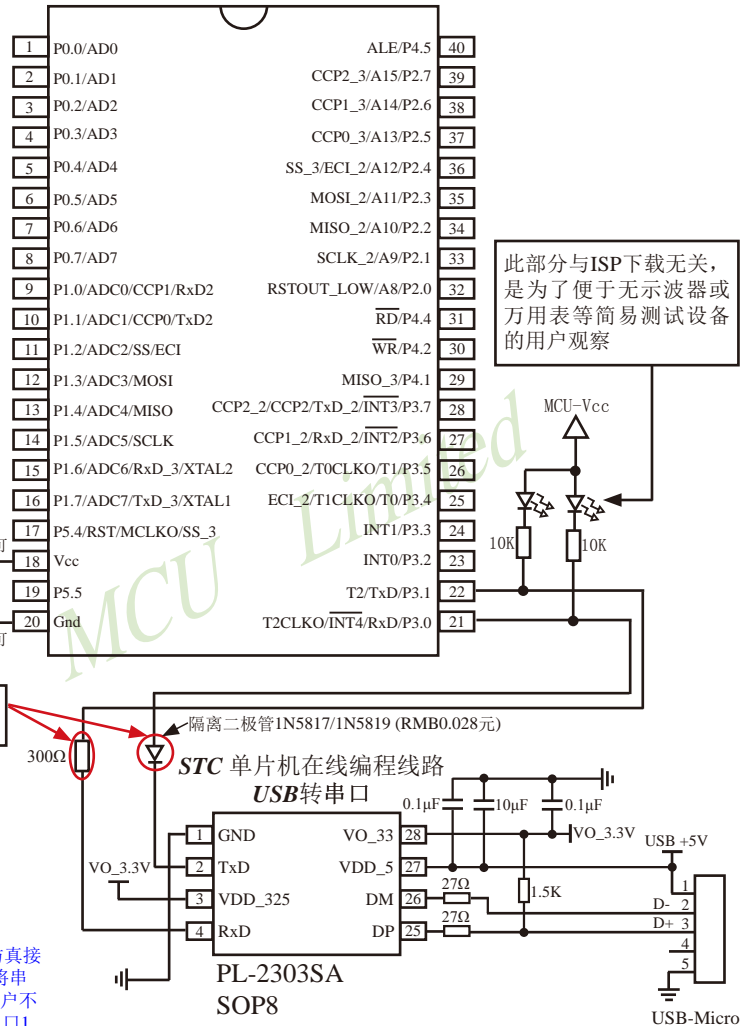 1 P0.0/AD0 ALE/P4.5 40
2 P0.1/AD1 CCP2_3/A15/P2.7 39
3 P0.2/AD2 CCP1_3/A14/P2.6 38
4 P0.3/AD3 CCP0_3/A13/P2.5 37
5 P0.4/AD4 SS_3/ECI_2/A12/P2.4 36
6 P0.5/AD5 MOSI_2/A11/P2.3 35
7 P0.6/AD6 MISO_2/A10/P2.2 34
8 P0.7/AD7 SCLK_2/A9/P2.1 33
9 P1.0/ADC0/CCP1/RxD2 RSTOUT_LOW/A8/P2.0 32
10 P1.1/ADC1/CCP0/TxD2 RD/P4.4 31
11 P1.2/ADC2/SS/ECI WR/P4.2 30
12 P1.3/ADC3/MOSI MISO_3/P4.1 29
13 P1.4/ADC4/MISO CCP2_2/CCP2/TxD_2/INT3/P3.7 28
14 P1.5/ADC5/SCLK CCP1_2/RxD_2/INT2/P3.6 27
15 P1.6/ADC6/RxD_3/XTAL2 CCP0_2/T0CLKO/T1/P3.5 26
16 P1.7/ADC7/TxD_3/XTAL1 ECI_2/T1CLKO/T0/P3.4 25
17 P5.4/RST/MCLKO/SS_3 INT1/P3.3 24
18 Vcc INT0/P3.2 23
19 P5.5 T2/TxD/P3.1 22
20 Gnd T2CLKO/INT4/RxD/P3.0 21
MCU Limited
此部分与ISP下载无关，
是为了便于无示波器或
万用表等简易测试设备
的用户观察
MCU-Vcc
10K 10K
隔离二极管1N5817/1N5819 (RMB0.028元)
300Ω
STC 单片机在线编程线路
USB转串口
0.1μF 10μF 0.1μF
1 GND VO_33 28
VO_3.3V
USB +5V
2 TxD VDD_5 27
VO_3.3V
3 VDD_325 DM 26
27Ω
1.5K
4 RxD DP 25
27Ω
1
D- 2
D+ 3
4
5
PL-2303SA
SOP8
USB-Micro
可
真接
将串
户不
口1